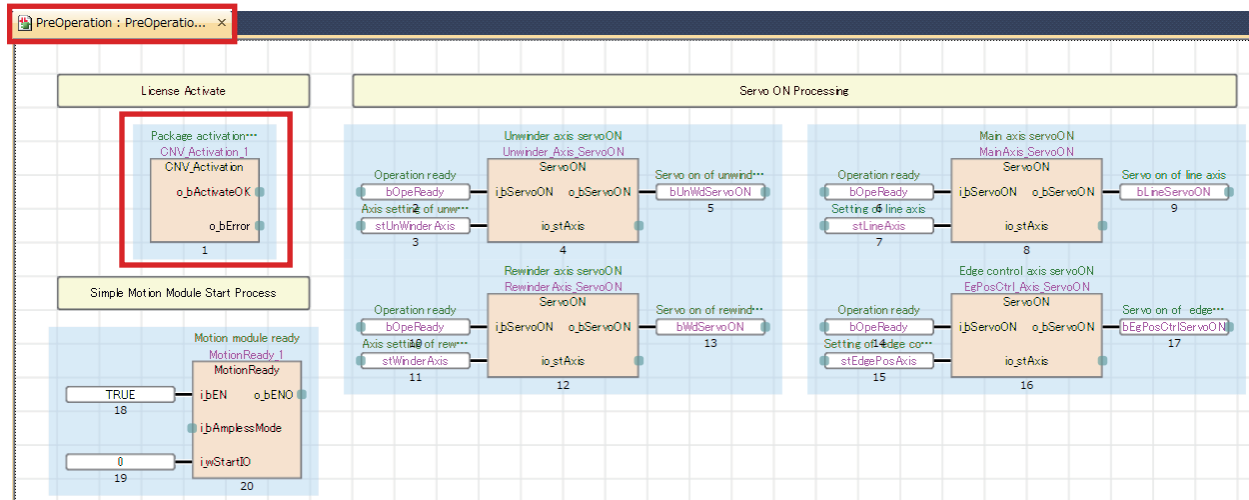 PreOperation : PreOperatio... ×
License Activate
Package activation...
CNV_Activation_1
CNV_Activation
o_bActivateOK
o_bError
1
Simple Motion Module Start Process
Motion module ready
MotionReady_1
MotionReady
TRUE
18
i_bEN o_bENO
i_bAmplessMode
0
19
i_wStartIO
20
Servo ON Processing
Unwinder axis servoON
Unwinder_Axis_ServoON
ServoON
Operation ready
bOpeReady
2
i_bServoON o_bServoON
Servo on of unwind...
bUnWdServoON
5
Axis setting of unw...
stUnWinderAxis
3
io_stAxis
4
Rewinder axis servoON
RewinderAxis_ServoON
ServoON
Operation ready
bOpeReady
10
i_bServoON o_bServoON
Servo on of rewind...
bWdServoON
13
Axis setting of rew...
stWinderAxis
11
io_stAxis
12
Main axis servoON
MainAxis_ServoON
ServoON
Operation ready
bOpeReady
6
i_bServoON o_bServoON
Servo on of line axis
bLineServoON
9
Setting of line axis
stLineAxis
7
io_stAxis
8
Edge control axis servoON
EgPosCtrl_Axis_ServoON
ServoON
Operation ready
bOpeReady
14
i_bServoON o_bServoON
Servo on of edge...
bEgPosCtrlServoON
17
Setting of edge co...
stEdgePosAxis
15
io_stAxis
16